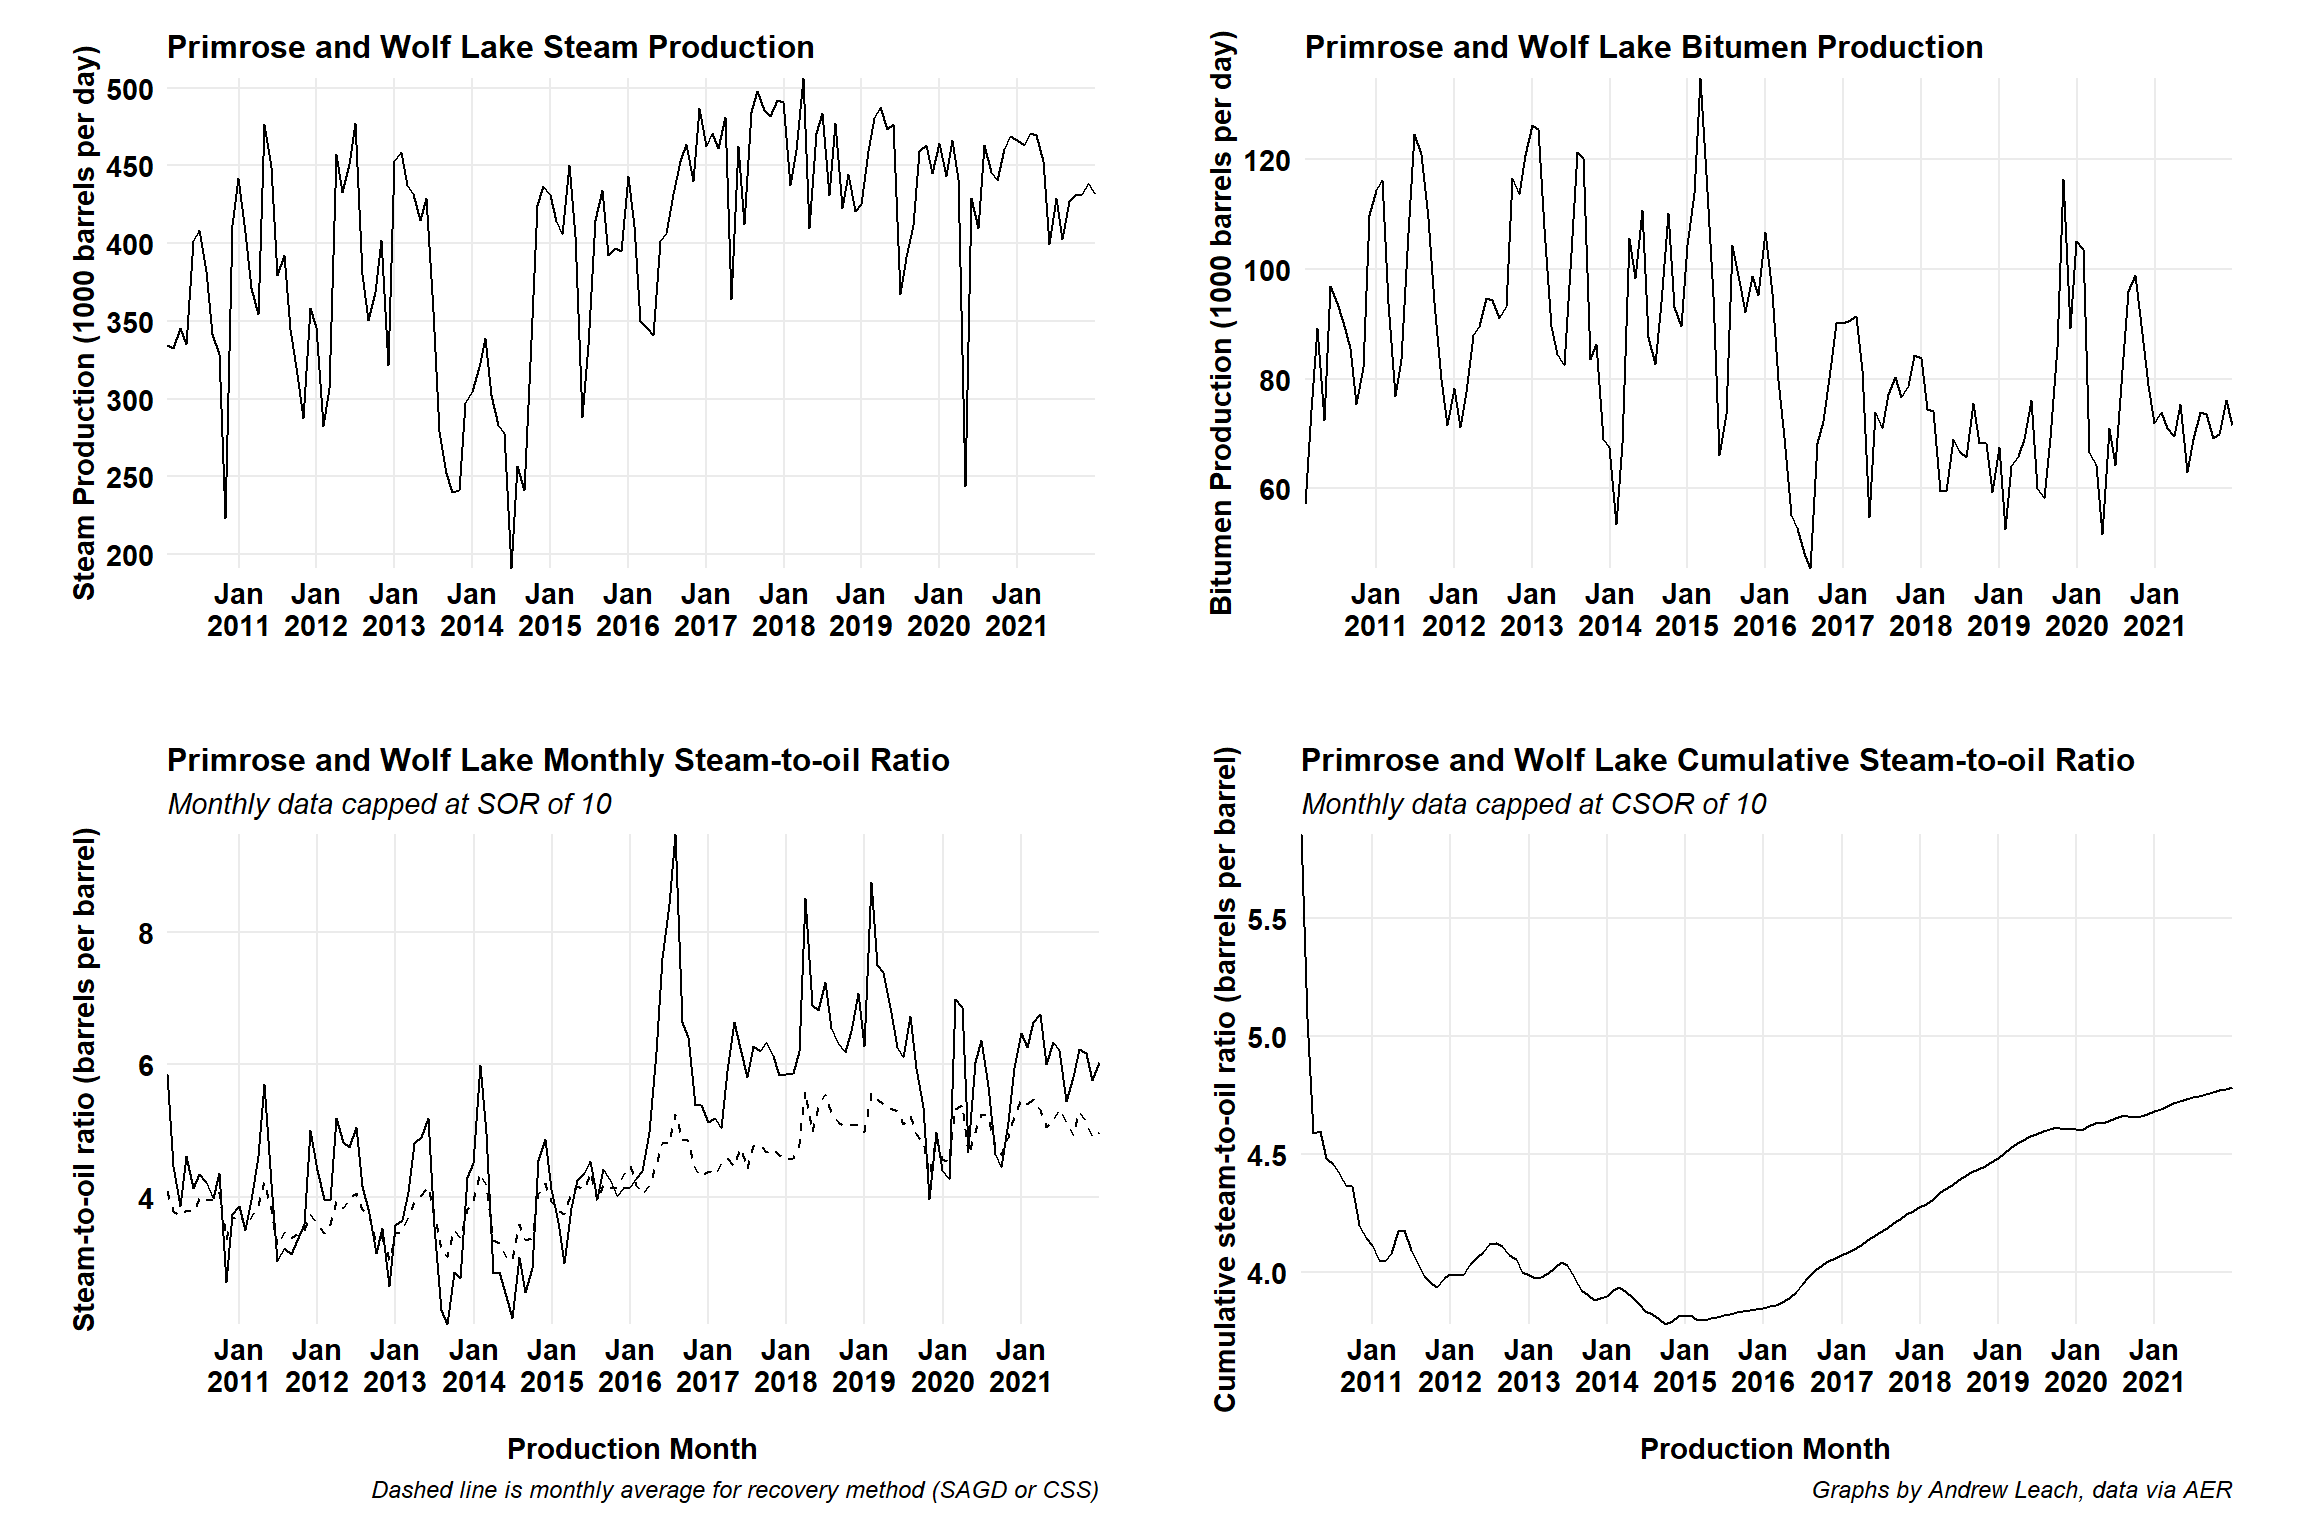 Primrose and Wolf Lake Steam Production
Steam Production (1000 barrels per day)
500
450
400
350
300
250
200
Jan Jan Jan Jan Jan Jan Jan Jan Jan Jan Jan
2011 2012 2013 2014 2015 2016 2017 2018 2019 2020 2021
Primrose and Wolf Lake Bitumen Production
Bitumen Production (1000 barrels per day)
120
100
80
60
Jan Jan Jan Jan Jan Jan Jan Jan Jan Jan Jan
2011 2012 2013 2014 2015 2016 2017 2018 2019 2020 2021
Primrose and Wolf Lake Monthly Steam-to-oil Ratio
Monthly data capped at SOR of 10
Steam-to-oil ratio (barrels per barrel)
8
6
4
Jan Jan Jan Jan Jan Jan Jan Jan Jan Jan Jan
2011 2012 2013 2014 2015 2016 2017 2018 2019 2020 2021
Production Month
Dashed line is monthly average for recovery method (SAGD or CSS)
Primrose and Wolf Lake Cumulative Steam-to-oil Ratio
Monthly data capped at CSOR of 10
Cumulative steam-to-oil ratio (barrels per barrel)
5.5
5.0
4.5
4.0
Jan Jan Jan Jan Jan Jan Jan Jan Jan Jan Jan
2011 2012 2013 2014 2015 2016 2017 2018 2019 2020 2021
Production Month
Graphs by Andrew Leach, data via AER